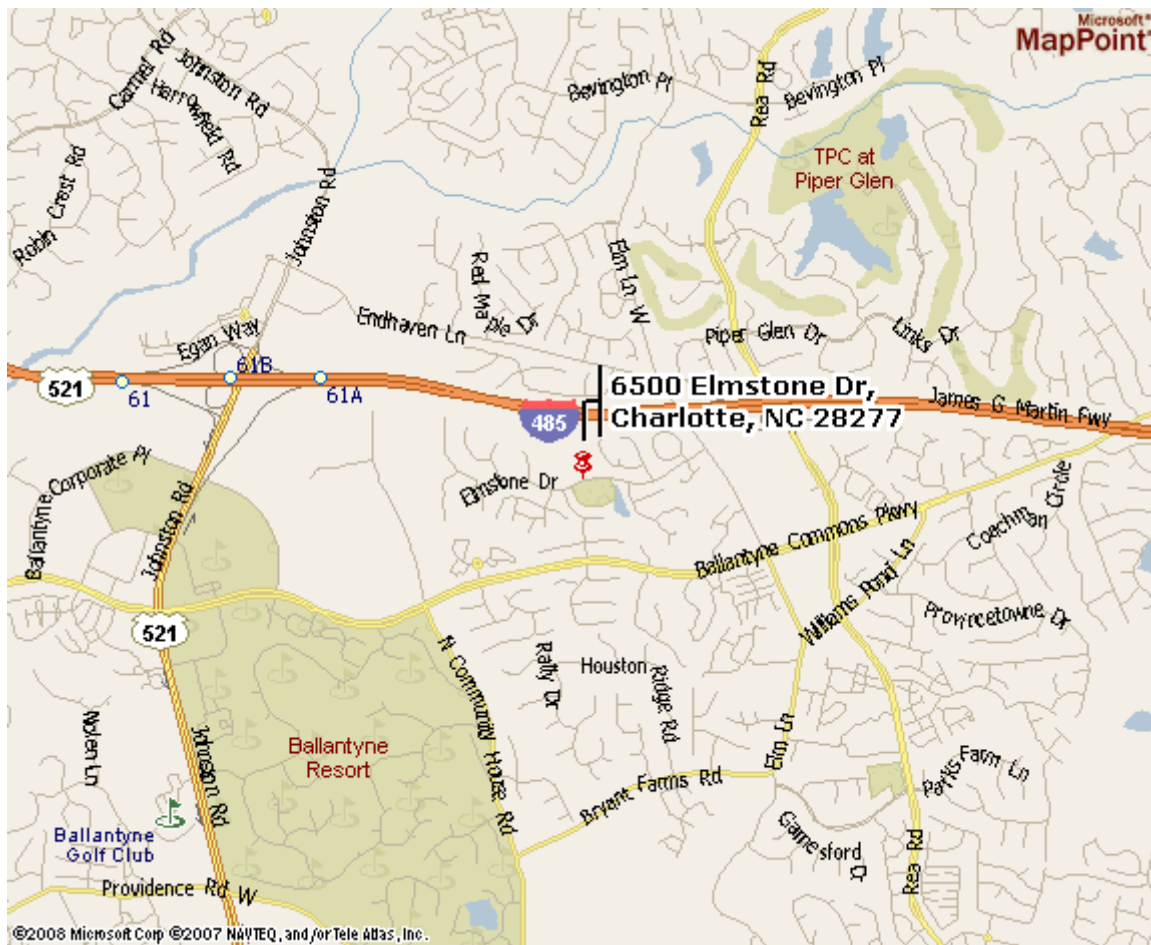 Microsoft®
MapPoint®
Carmel Rd
Johnston Rd
Harrowfield Rd
Robin Crest Rd
Johnston Rd
Bevington Pl
Rea Rd
Bevington Pl
TPC at
Piper Glen
Red Maple Dr
Elm Ln W
Egan Way
Endhaven Ln
Piper Glen Dr
Links Dr
521
61
61B
61A
485
6500 Elmstone Dr,
Charlotte, NC 28277
James G Martin Fwy
Ballantyne Corporate Pl
Johnston Rd
Elmstone Dr
Ballantyne Commons Pkwy
Coachman Circle
Williams Pond Ln
Provincetowne Dr
521
N Community House Rd
Rally Dr
Houston
Ridge Rd
Nolen Ln
Johnston Rd
Ballantyne
Resort
Elm Ln
Bryant Farms Rd
Parks Farm Ln
Ballantyne
Golf Club
Rea Rd
Providence Rd W
©2008 Microsoft Corp ©2007 NAVTEQ, and/or Tele Atlas, Inc.